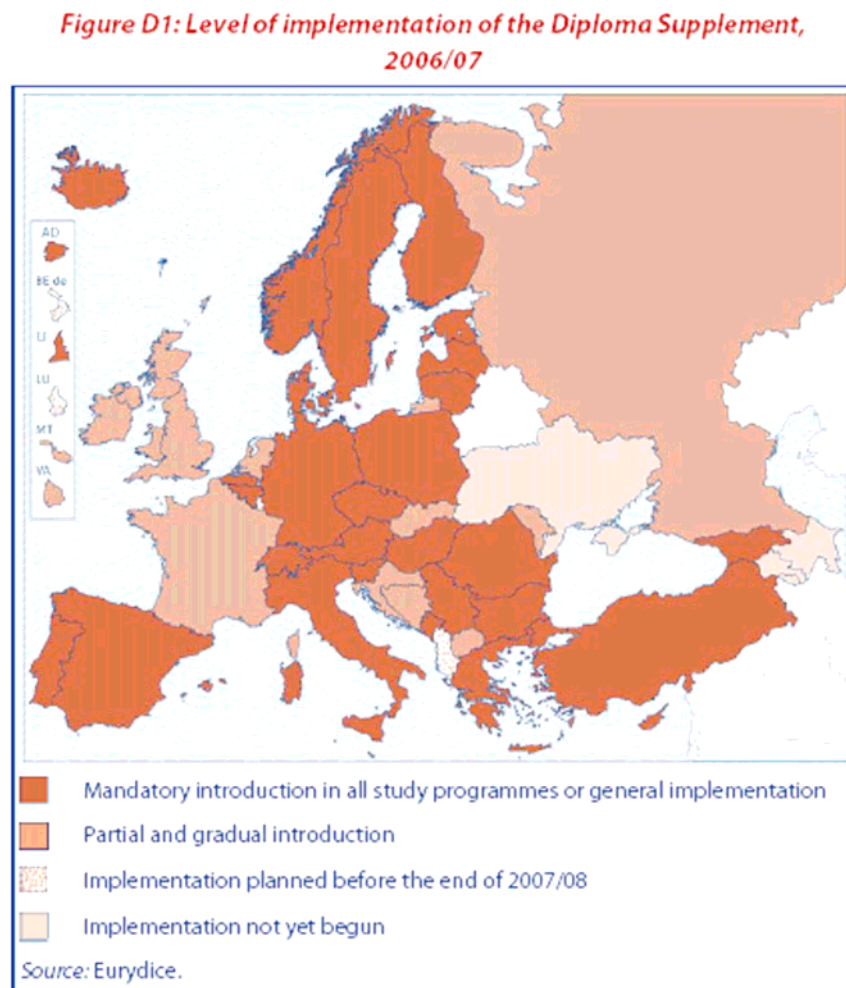 Figure D1: Level of implementation of the Diploma Supplement,
2006/07
AD
BE de
LI
LU
MT
VA
Mandatory introduction in all study programmes or general implementation
Partial and gradual introduction
Implementation planned before the end of 2007/08
Implementation not yet begun
Source: Eurydice.